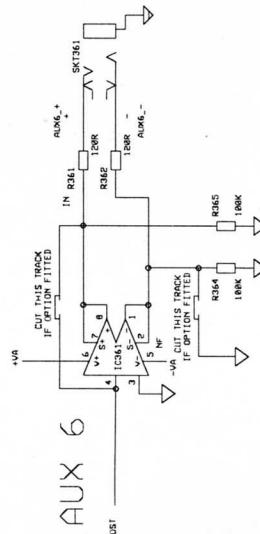 AUX 6
+VA
CUT THIS TRACK
IF OPTION FITTED
IN
R361
120R
AUX6_+
+
SKT361
R362
120R
-
AUX6_-
6
7
8
V+
S+
+
4
IC361
3
V-
S-
-
5
2
1
NF
-VA
CUT THIS TRACK
IF OPTION FITTED
R364
100K
R365
100K